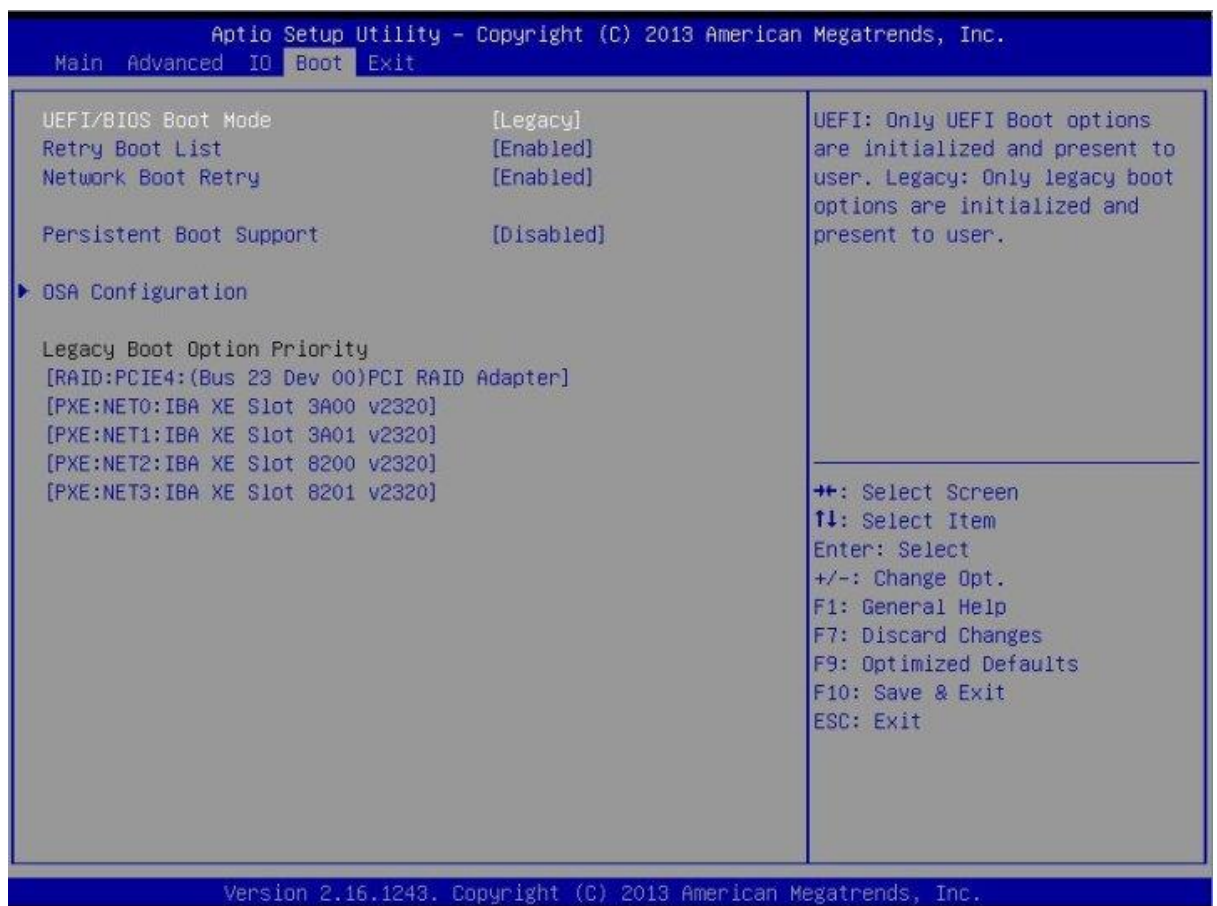 Aptio Setup Utility – Copyright (C) 2013 American Megatrends, Inc.
Main Advanced IO Boot Exit
UEFI/BIOS Boot Mode [Legacy]
Retry Boot List [Enabled]
Network Boot Retry [Enabled]
Persistent Boot Support [Disabled]
OSA Configuration
Legacy Boot Option Priority
[RAID:PCIE4:(Bus 23 Dev 00)PCI RAID Adapter]
[PXE:NET0:IBA XE Slot 3A00 v2320]
[PXE:NET1:IBA XE Slot 3A01 v2320]
[PXE:NET2:IBA XE Slot 8200 v2320]
[PXE:NET3:IBA XE Slot 8201 v2320]
UEFI: Only UEFI Boot options
are initialized and present to
user. Legacy: Only legacy boot
options are initialized and
present to user.
→←: Select Screen
↑↓: Select Item
Enter: Select
+/-: Change Opt.
F1: General Help
F7: Discard Changes
F9: Optimized Defaults
F10: Save & Exit
ESC: Exit
Version 2.16.1243. Copyright (C) 2013 American Megatrends, Inc.